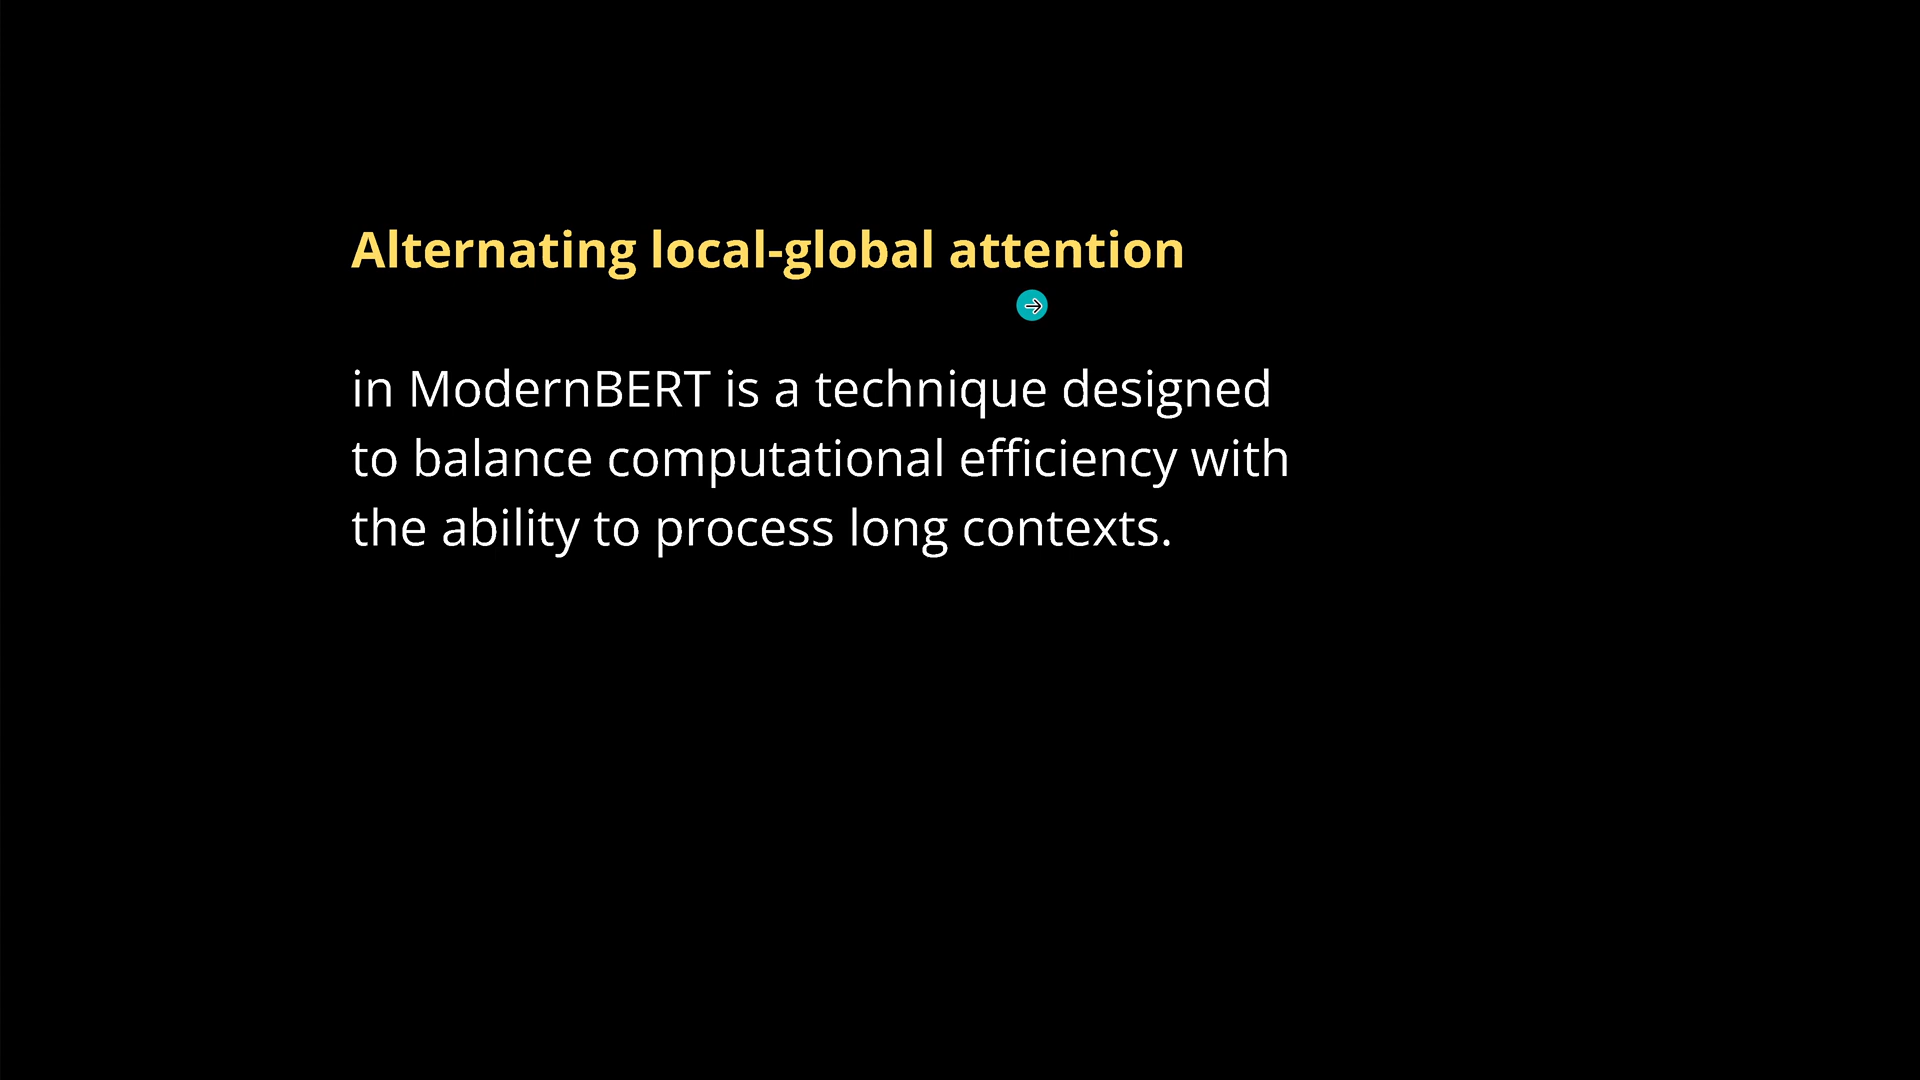 Alternating local-global attention
in ModernBERT is a technique designed
to balance computational efficiency with
the ability to process long contexts.